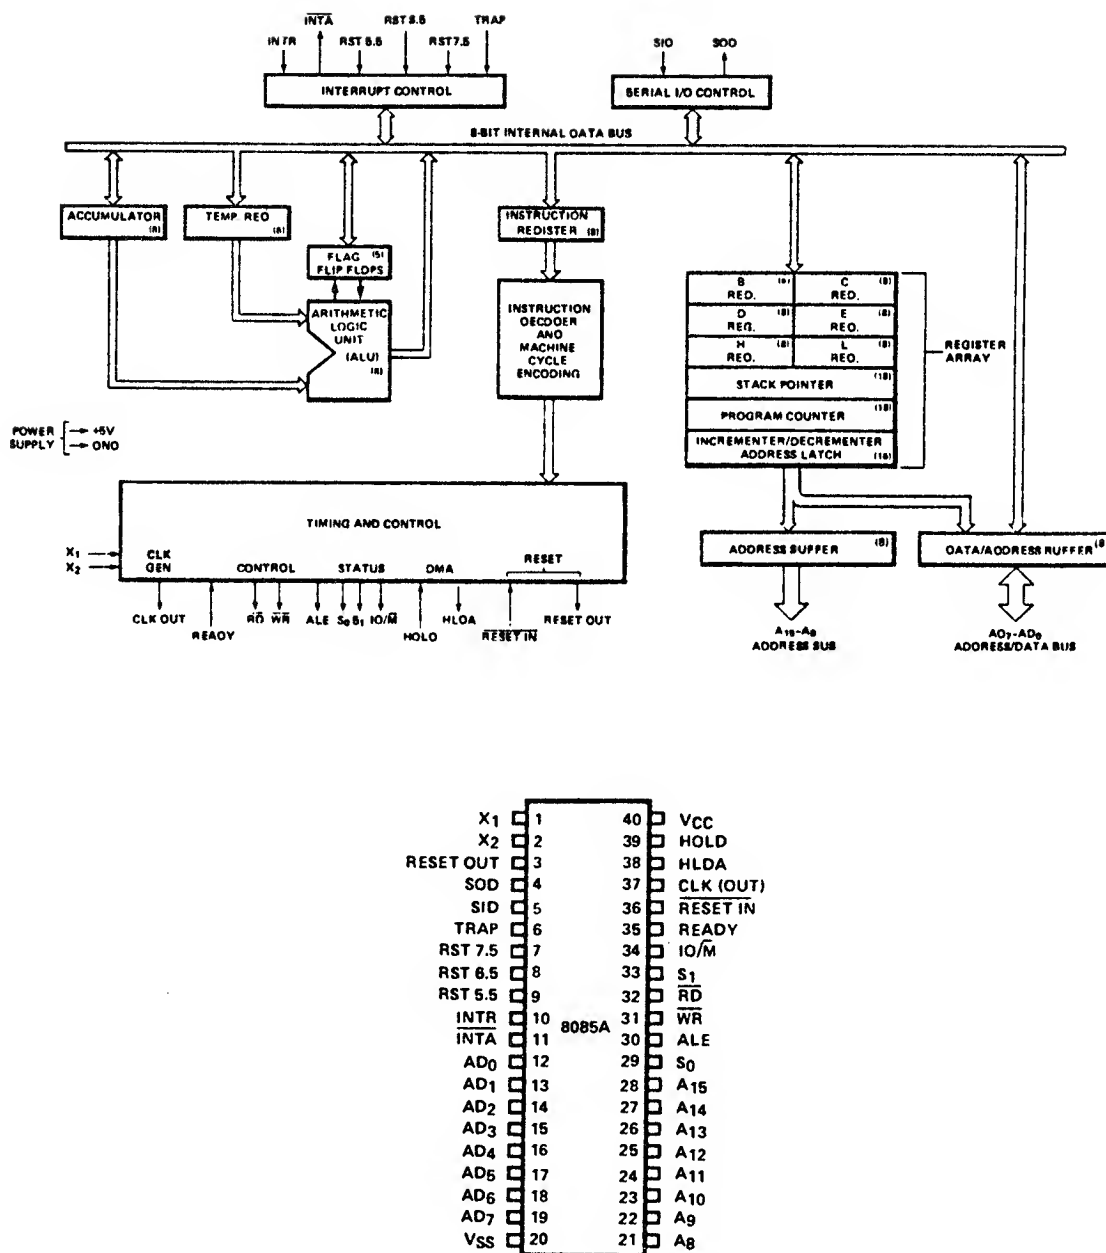 INTR INTA RST 5.5 RST 6.5 RST 7.5 TRAP
SID SOD
INTERRUPT CONTROL
SERIAL I/O CONTROL
8-BIT INTERNAL DATA BUS
ACCUMULATOR (8)
TEMP. REG (8)
FLAG (5)
FLIP FLOPS
ARITHMETIC
LOGIC
UNIT
(ALU)
(8)
INSTRUCTION
REGISTER (8)
INSTRUCTION
DECODER
AND
MACHINE
CYCLE
ENCODING
B (8) REG.
C (8) REG.
D (8) REG.
E (8) REG.
H (8) REG.
L (8) REG.
STACK POINTER (16)
PROGRAM COUNTER (16)
INCREMENTER/DECREMENTER
ADDRESS LATCH (16)
REGISTER
ARRAY
POWER
SUPPLY
+5V
GND
TIMING AND CONTROL
X1
X2
CLK
GEN
CONTROL
STATUS
DMA
RESET
CLK OUT
READY
RD
WR
ALE
S0
S1
IO/M
HOLD
HLDA
RESET IN
RESET OUT
ADDRESS BUFFER (8)
DATA/ADDRESS BUFFER (8
A15-A8
ADDRESS BUS
AD7-AD0
ADDRESS/DATA BUS
X1 1 40 VCC
X2 2 39 HOLD
RESET OUT 3 38 HLDA
SOD 4 37 CLK (OUT)
SID 5 36 RESET IN
TRAP 6 35 READY
RST 7.5 7 34 IO/M
RST 6.5 8 33 S1
RST 5.5 9 32 RD
INTR 10 31 WR
8085A
INTA 11 30 ALE
AD0 12 29 S0
AD1 13 28 A15
AD2 14 27 A14
AD3 15 26 A13
AD4 16 25 A12
AD5 17 24 A11
AD6 18 23 A10
AD7 19 22 A9
VSS 20 21 A8